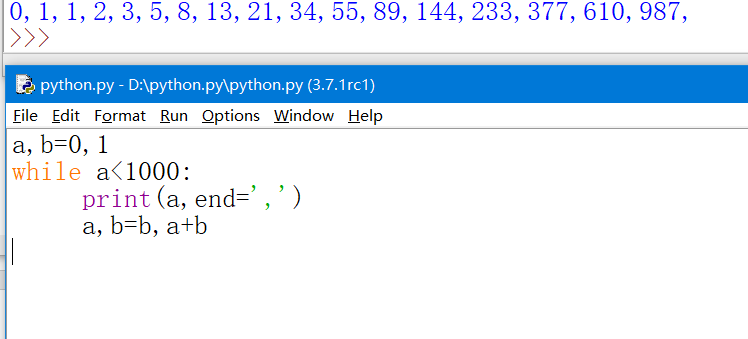 0, 1, 1, 2, 3, 5, 8, 13, 21, 34, 55, 89, 144, 233, 377, 610, 987,
>>>
python.py - D:\python.py\python.py (3.7.1rc1)
File Edit Format Run Options Window Help
a, b=0, 1
while a<1000:
     print(a, end=',')
     a, b=b, a+b